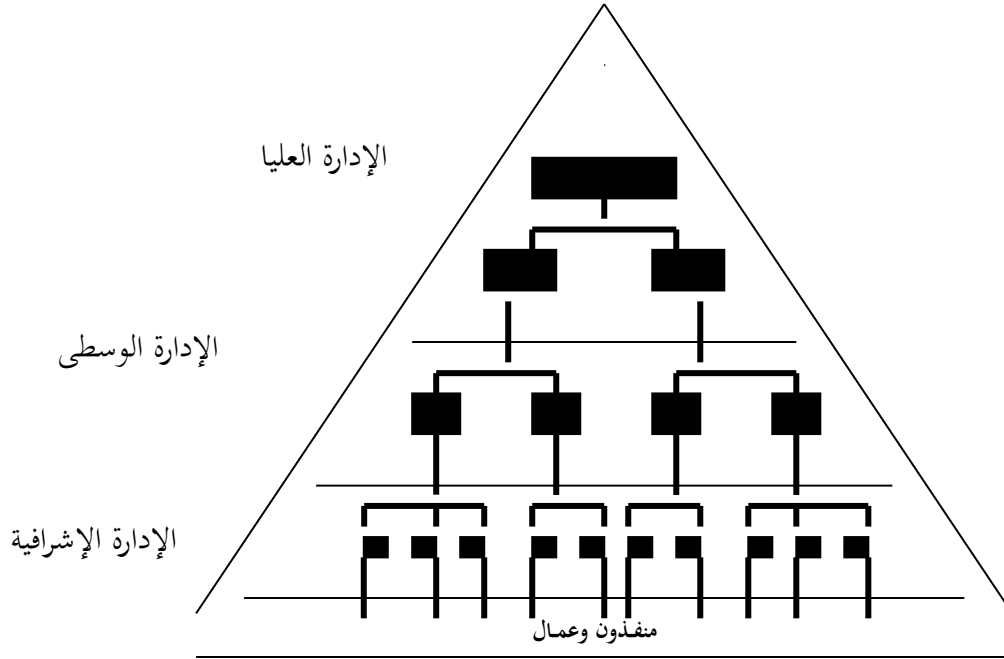 الإدارة العليا
الإدارة الوسطى
الإدارة الإشرافية
منفذون وعمال